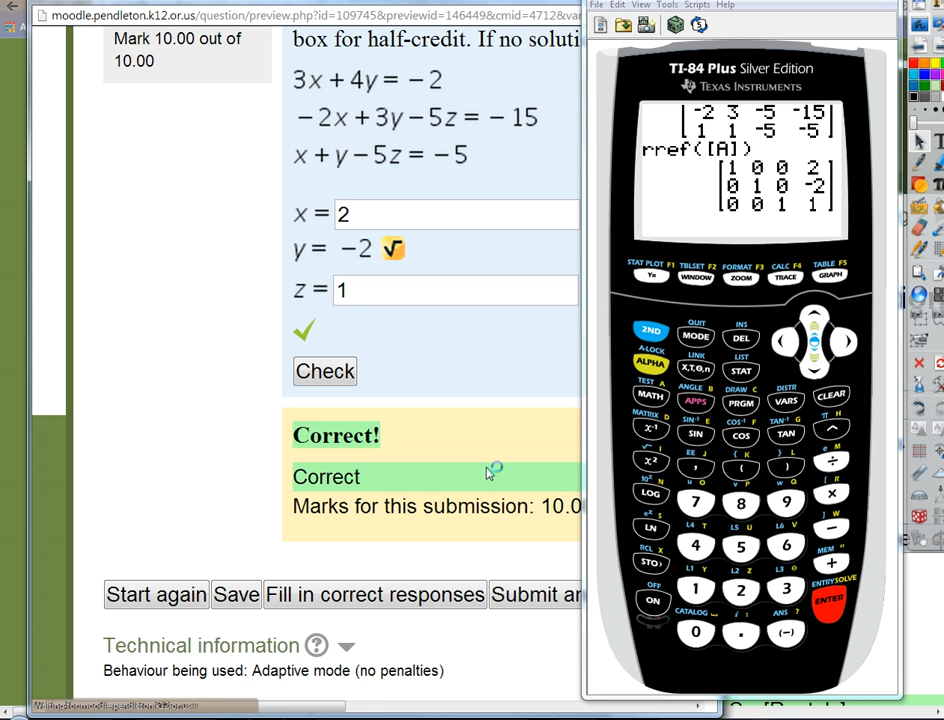 moodle.pendleton.k12.or.us/question/preview.php?id=109745&previewid=146449&cmid=4712&var
Mark 10.00 out of
10.00
box for half-credit. If no soluti
3x + 4y = − 2
− 2x + 3y − 5z = − 15
x + y − 5z = − 5
x = 2
y = −2
z = 1
Check
Correct!
Correct
Marks for this submission: 10.0
Start again Save Fill in correct responses Submit an
Technical information
Behaviour being used: Adaptive mode (no penalties)
File Edit View Tools Scripts Help
TI-84 Plus Silver Edition
TEXAS INSTRUMENTS
[-2 3 -5 -15]
[1 1 -5 -5]
rref([A])
[1 0 0 2]
[0 1 0 -2]
[0 0 1 1]
STAT PLOT F1 TBLSET F2 FORMAT F3 CALC F4 TABLE F5
Y= WINDOW ZOOM TRACE GRAPH
QUIT INS
2ND MODE DEL
A-LOCK LINK LIST
ALPHA X,T,Θ,n STAT
TEST A ANGLE B DRAW C DISTR
MATH APPS PRGM VARS CLEAR
MATRIX D SIN⁻¹ E COS⁻¹ F TAN⁻¹ G π H
x⁻¹ SIN COS TAN ^
√ I EE J { K } L e M
x² , ( ) ÷
10ˣ N u O v P w Q [ R
LOG 7 8 9 ×
eˣ S L4 T L5 U L6 V ] W
LN 4 5 6 −
RCL X L1 Y L2 Z L3 Θ MEM "
STO› 1 2 3 +
OFF CATALOG i : ANS ? ENTRY SOLVE
ON 0 . (−) ENTER